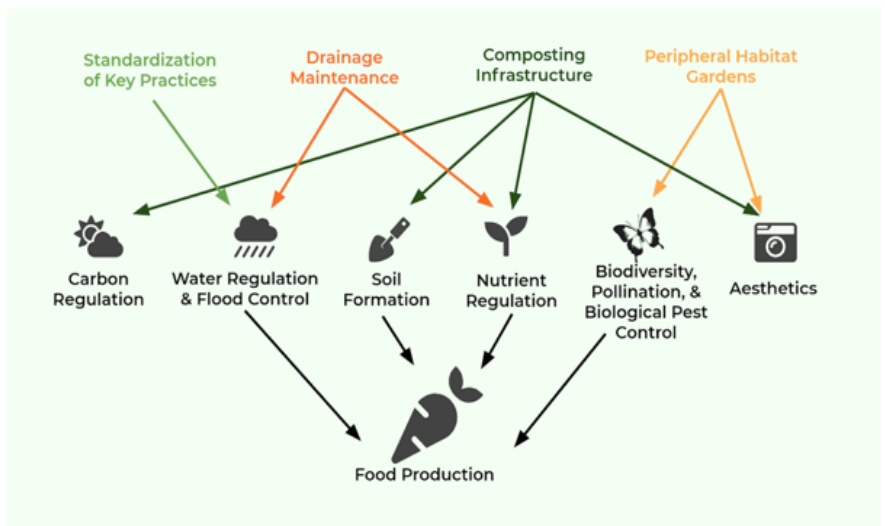 Standardization
of Key Practices
Drainage
Maintenance
Composting
Infrastructure
Peripheral Habitat
Gardens
Carbon
Regulation
Water Regulation
& Flood Control
Soil
Formation
Nutrient
Regulation
Biodiversity,
Pollination, &
Biological Pest
Control
Aesthetics
Food Production